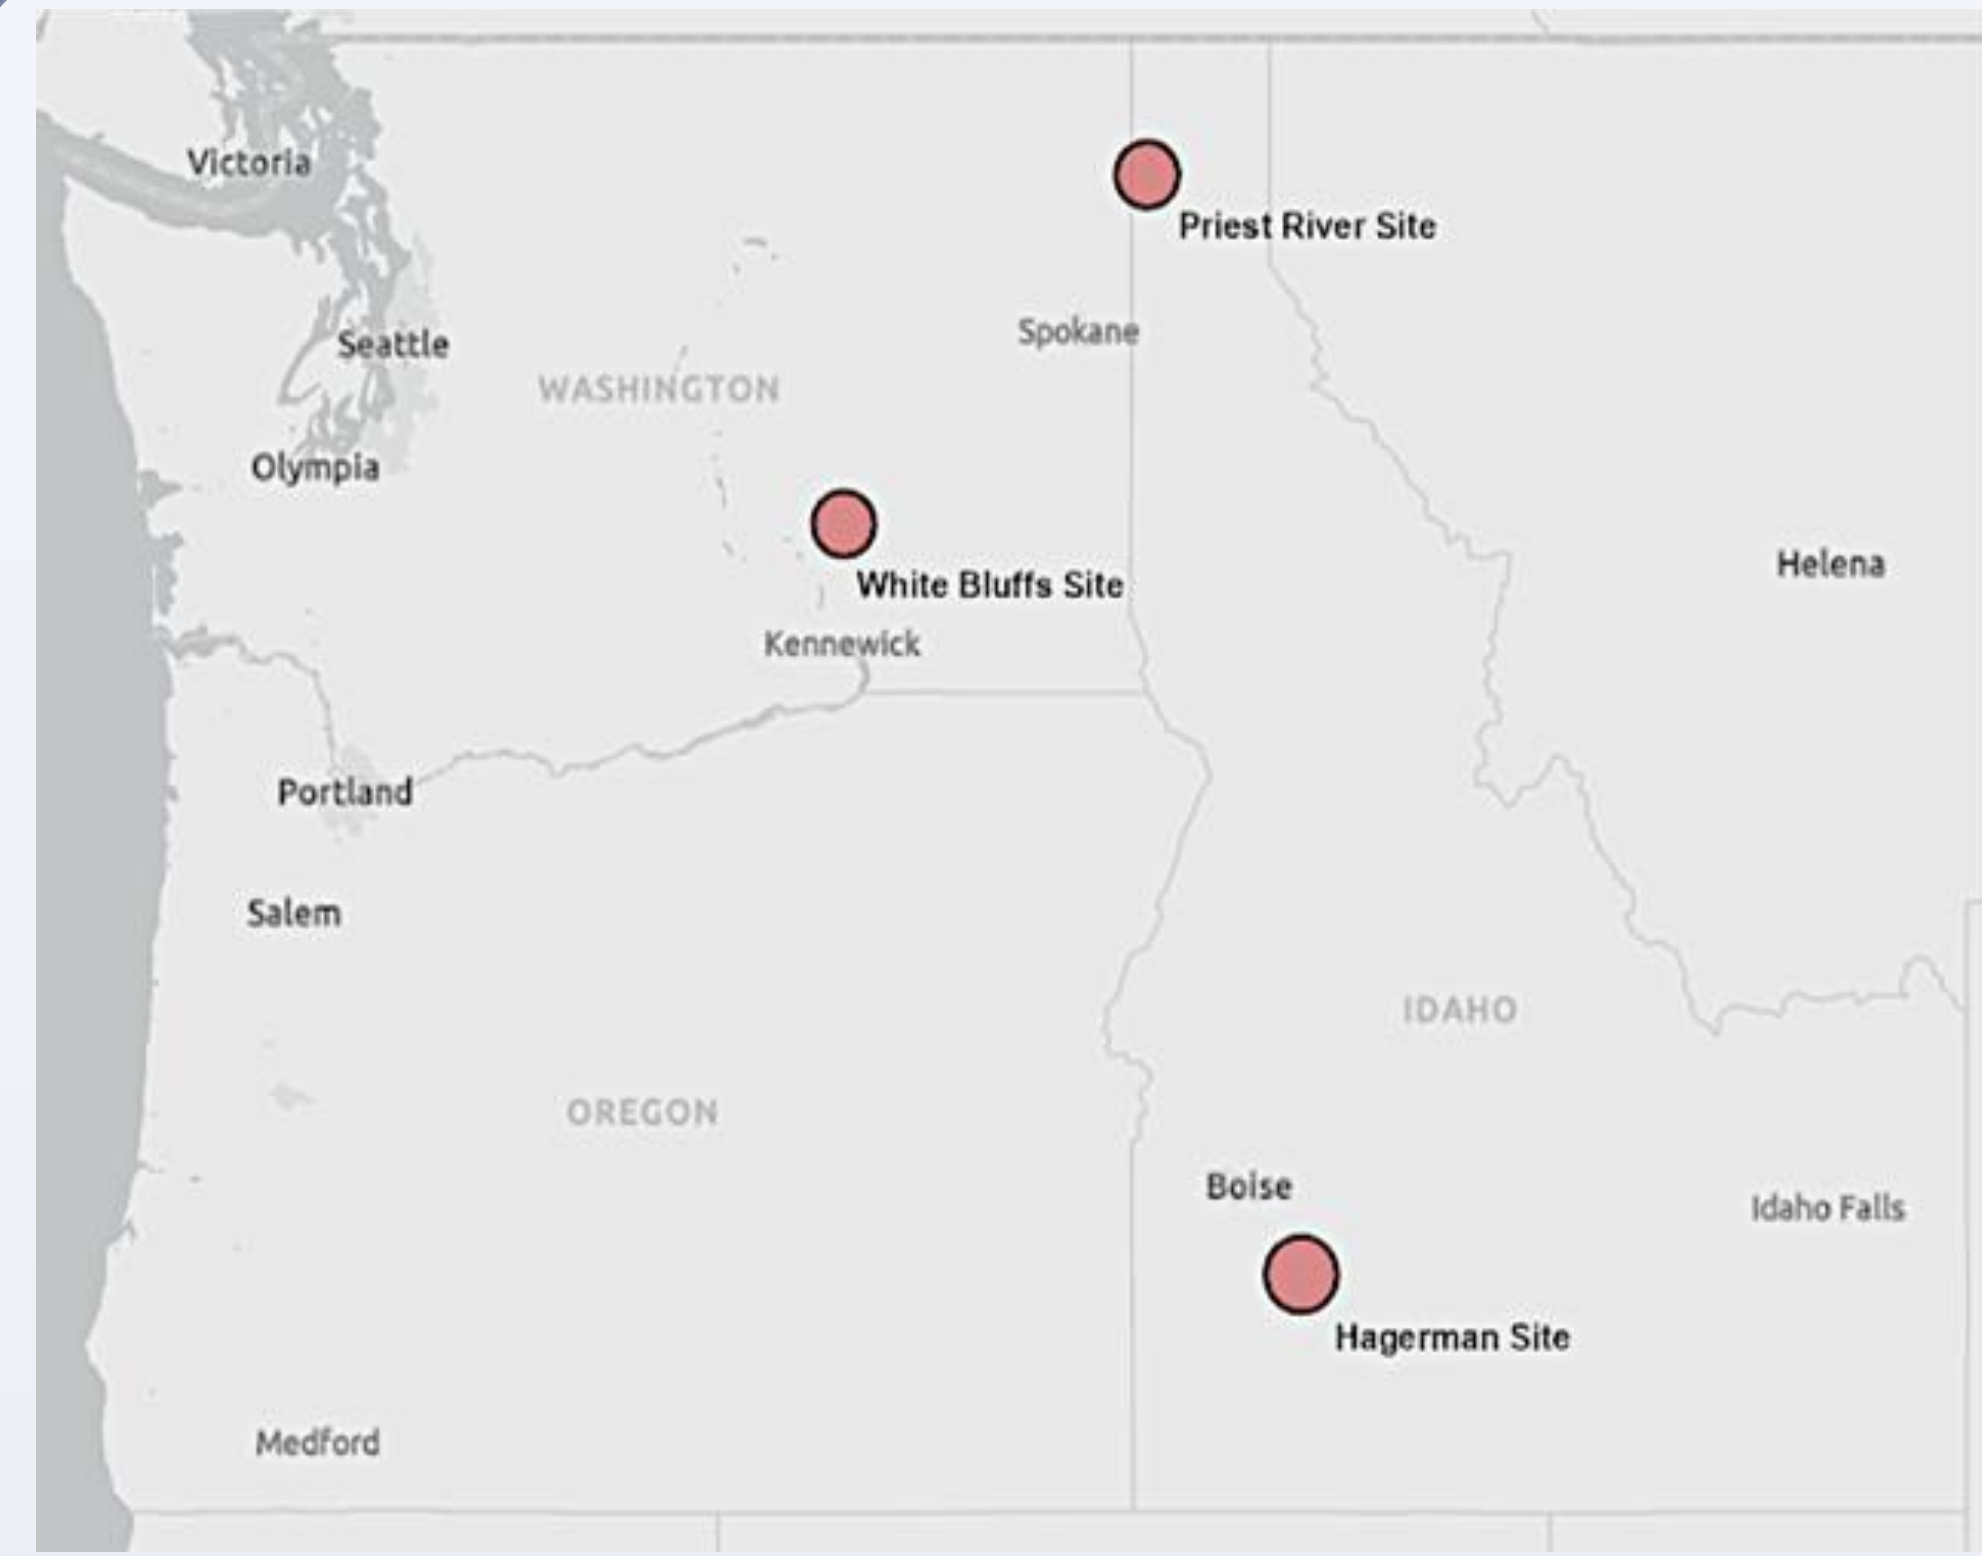 Victoria
Priest River Site
Spokane
Seattle
WASHINGTON
Olympia
White Bluffs Site
Helena
Kennewick
Portland
Salem
IDAHO
OREGON
Boise
Idaho Falls
Hagerman Site
Medford